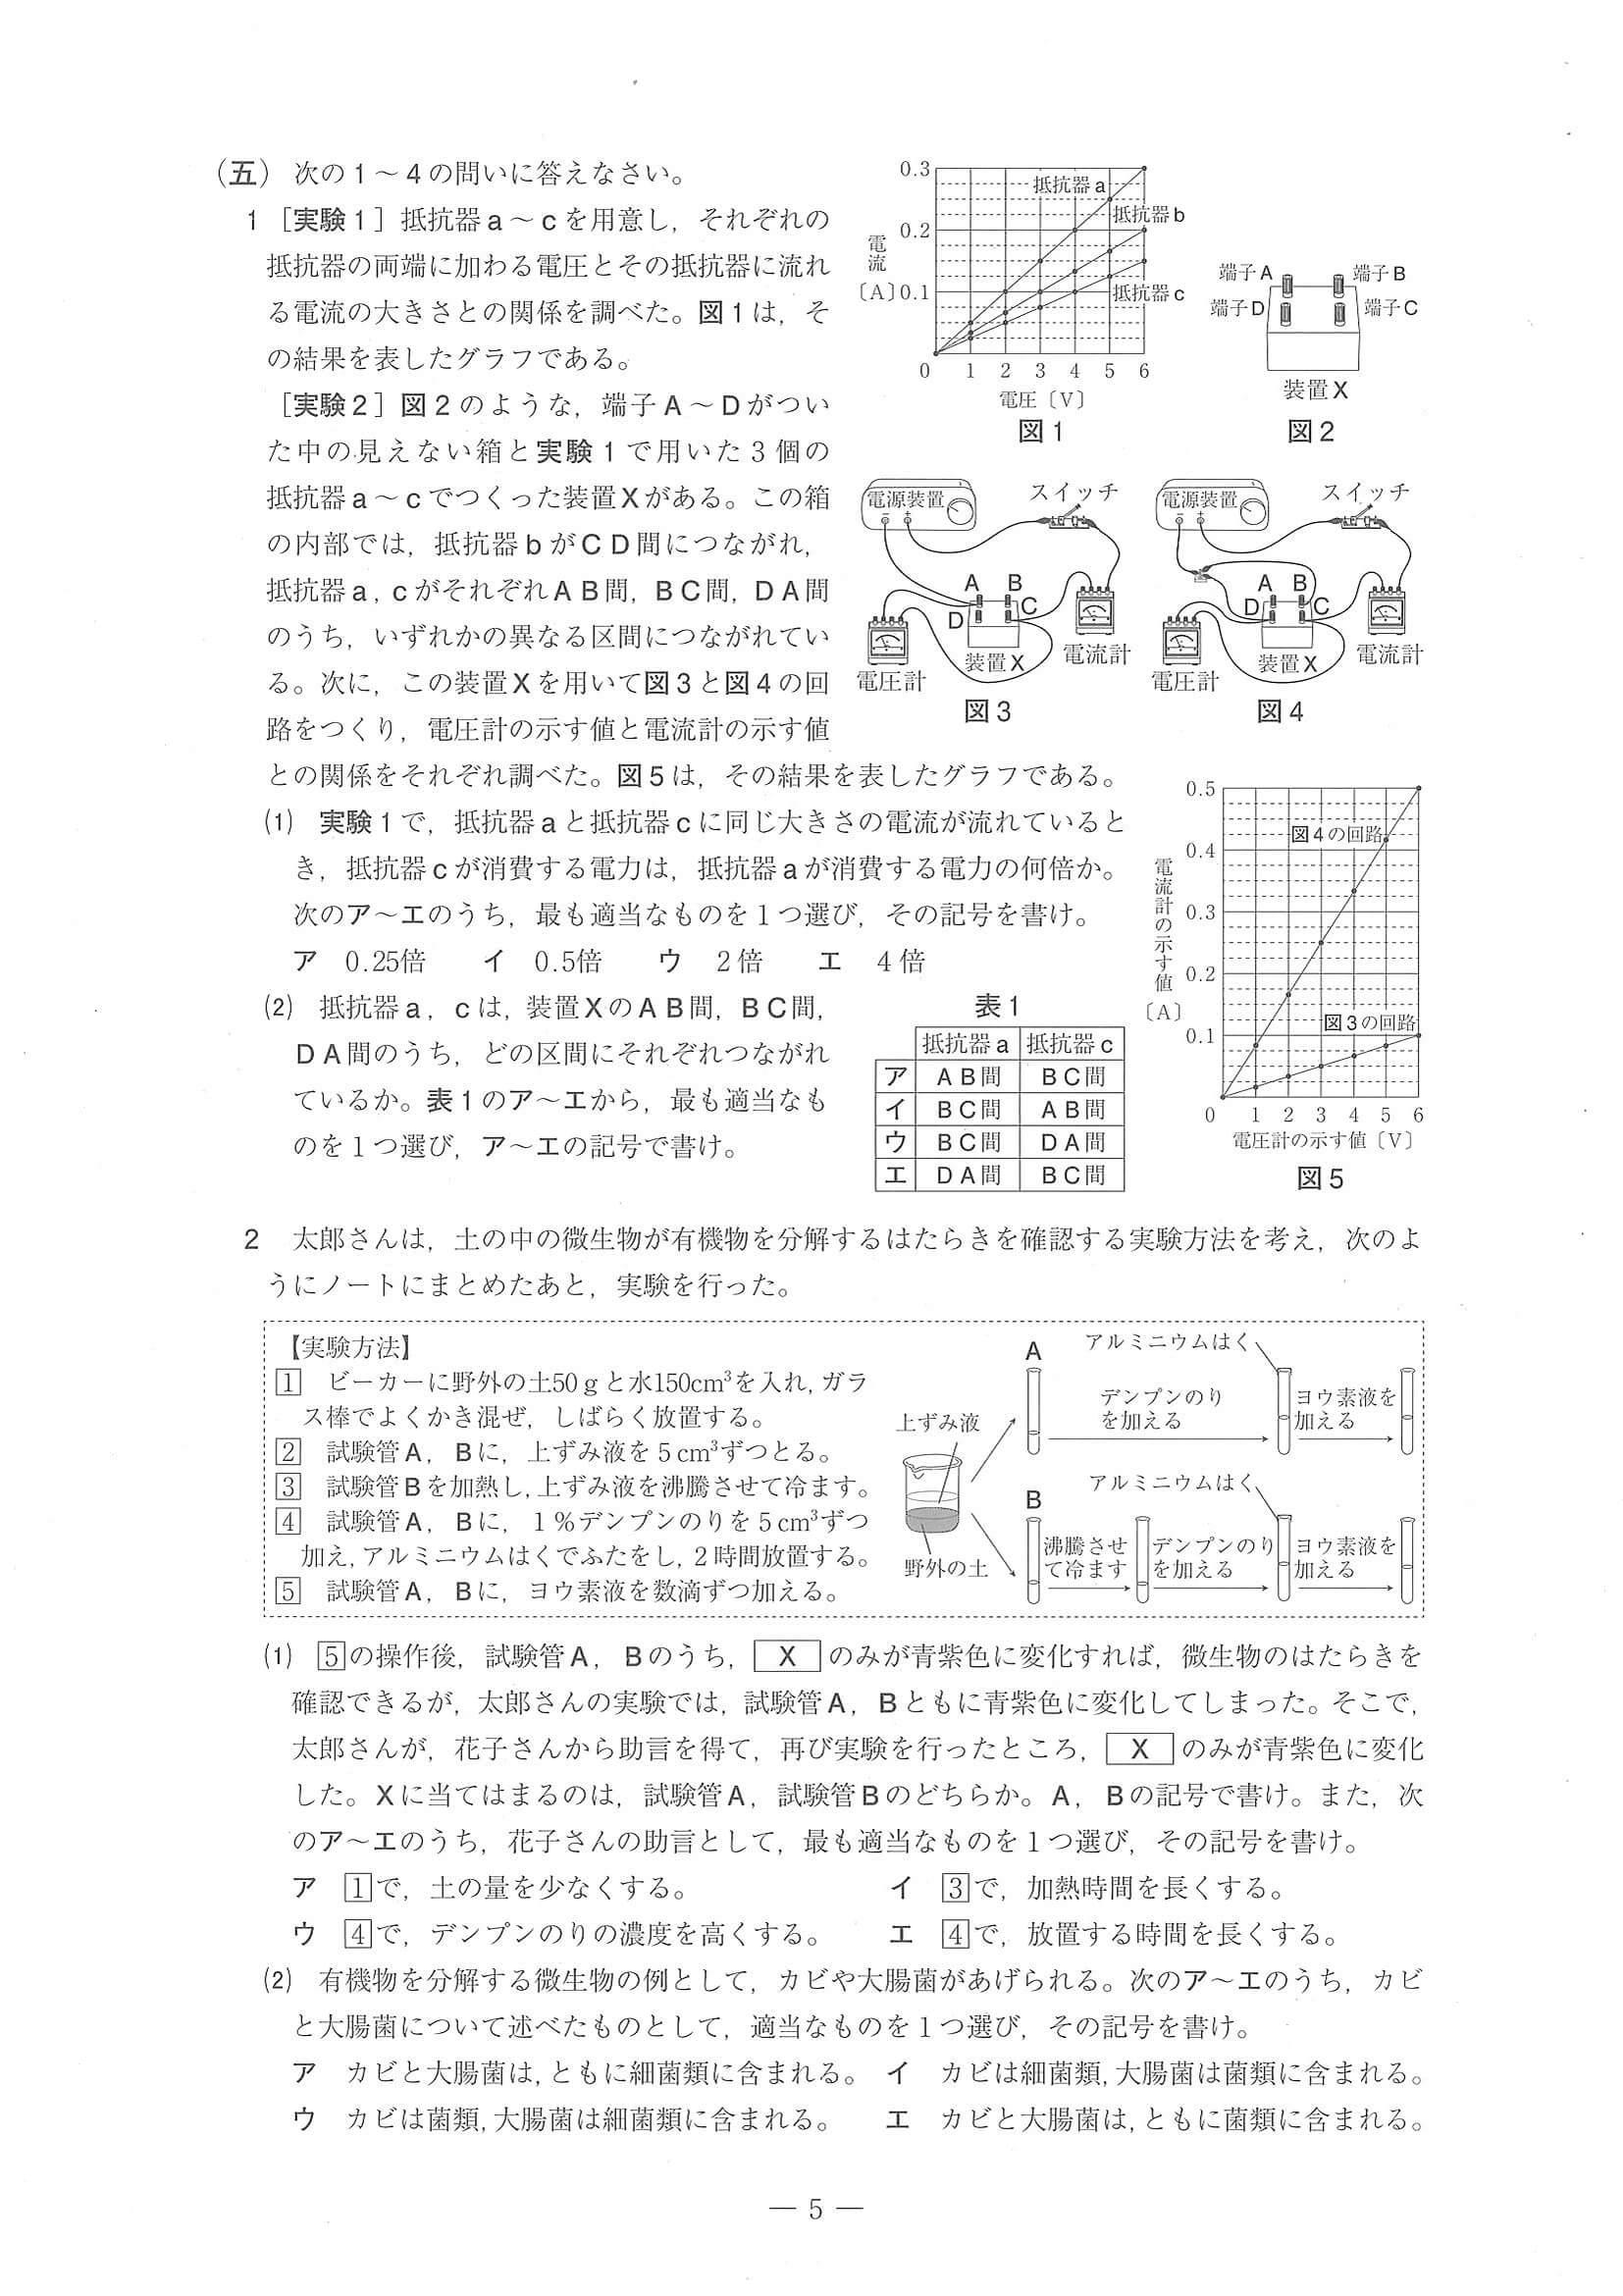 (五) 次の1～4の問いに答えなさい。
1 ［実験1］抵抗器a～cを用意し，それぞれの
抵抗器の両端に加わる電圧とその抵抗器に流れ
る電流の大きさとの関係を調べた。図1は，そ
の結果を表したグラフである。
［実験2］図2のような，端子A～Dがつい
た中の見えない箱と実験1で用いた3個の
抵抗器a～cでつくった装置Xがある。この箱
の内部では，抵抗器bがCD間につながれ，
抵抗器a，cがそれぞれAB間，BC間，DA間
のうち，いずれかの異なる区間につながれてい
る。次に，この装置Xを用いて図3と図4の回
路をつくり，電圧計の示す値と電流計の示す値
との関係をそれぞれ調べた。図5は，その結果を表したグラフである。
0.3
0.2
0.1
電流〔A〕
抵抗器a
抵抗器b
抵抗器c
0 1 2 3 4 5 6
電圧〔V〕
図1
端子A
端子B
端子D
端子C
装置X
図2
電源装置
スイッチ
－ ＋
A B
D C
装置X
電圧計
電流計
図3
電源装置
スイッチ
－ ＋
A B
D C
装置X
電圧計
電流計
図4
(1) 実験1で，抵抗器aと抵抗器cに同じ大きさの電流が流れていると
き，抵抗器cが消費する電力は，抵抗器aが消費する電力の何倍か。
次のア～エのうち，最も適当なものを1つ選び，その記号を書け。
ア 0.25倍 イ 0.5倍 ウ 2倍 エ 4倍
(2) 抵抗器a，cは，装置XのAB間，BC間，
DA間のうち，どの区間にそれぞれつながれ
ているか。表1のア～エから，最も適当なも
のを1つ選び，ア～エの記号で書け。
表1
抵抗器a 抵抗器c
ア AB間 BC間
イ BC間 AB間
ウ BC間 DA間
エ DA間 BC間
0.5
0.4
0.3
0.2
0.1
電流計の示す値〔A〕
図4の回路
図3の回路
0 1 2 3 4 5 6
電圧計の示す値〔V〕
図5
2 太郎さんは，土の中の微生物が有機物を分解するはたらきを確認する実験方法を考え，次のよ
うにノートにまとめたあと，実験を行った。
【実験方法】
1 ビーカーに野外の土50gと水150cm³を入れ，ガラ
ス棒でよくかき混ぜ，しばらく放置する。
2 試験管A，Bに，上ずみ液を5cm³ずつとる。
3 試験管Bを加熱し，上ずみ液を沸騰させて冷ます。
4 試験管A，Bに，1％デンプンのりを5cm³ずつ
加え，アルミニウムはくでふたをし，2時間放置する。
5 試験管A，Bに，ヨウ素液を数滴ずつ加える。
上ずみ液
野外の土
A
アルミニウムはく
デンプンのり
を加える
ヨウ素液を
加える
B
アルミニウムはく
沸騰させ
て冷ます
デンプンのり
を加える
ヨウ素液を
加える
(1) 5の操作後，試験管A，Bのうち， X のみが青紫色に変化すれば，微生物のはたらきを
確認できるが，太郎さんの実験では，試験管A，Bともに青紫色に変化してしまった。そこで，
太郎さんが，花子さんから助言を得て，再び実験を行ったところ， X のみが青紫色に変化
した。Xに当てはまるのは，試験管A，試験管Bのどちらか。A，Bの記号で書け。また，次
のア～エのうち，花子さんの助言として，最も適当なものを1つ選び，その記号を書け。
ア 1で，土の量を少なくする。 イ 3で，加熱時間を長くする。
ウ 4で，デンプンのりの濃度を高くする。 エ 4で，放置する時間を長くする。
(2) 有機物を分解する微生物の例として，カビや大腸菌があげられる。次のア～エのうち，カビ
と大腸菌について述べたものとして，適当なものを1つ選び，その記号を書け。
ア カビと大腸菌は，ともに細菌類に含まれる。 イ カビは細菌類，大腸菌は菌類に含まれる。
ウ カビは菌類，大腸菌は細菌類に含まれる。 エ カビと大腸菌は，ともに菌類に含まれる。
— 5 —